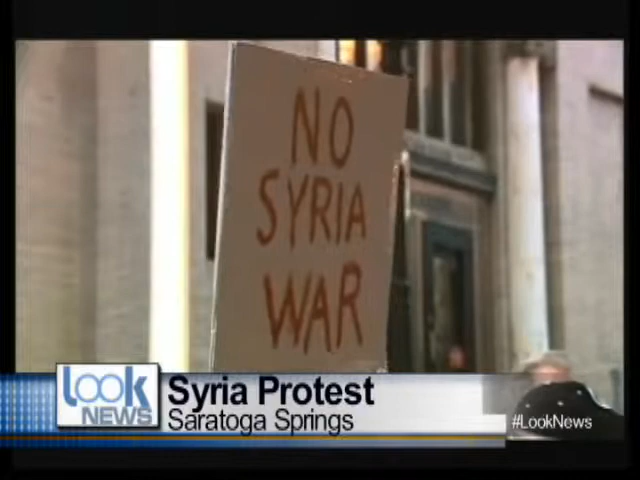 NO
SYRIA
WAR
look
NEWS
Syria Protest
Saratoga Springs
#LookNews